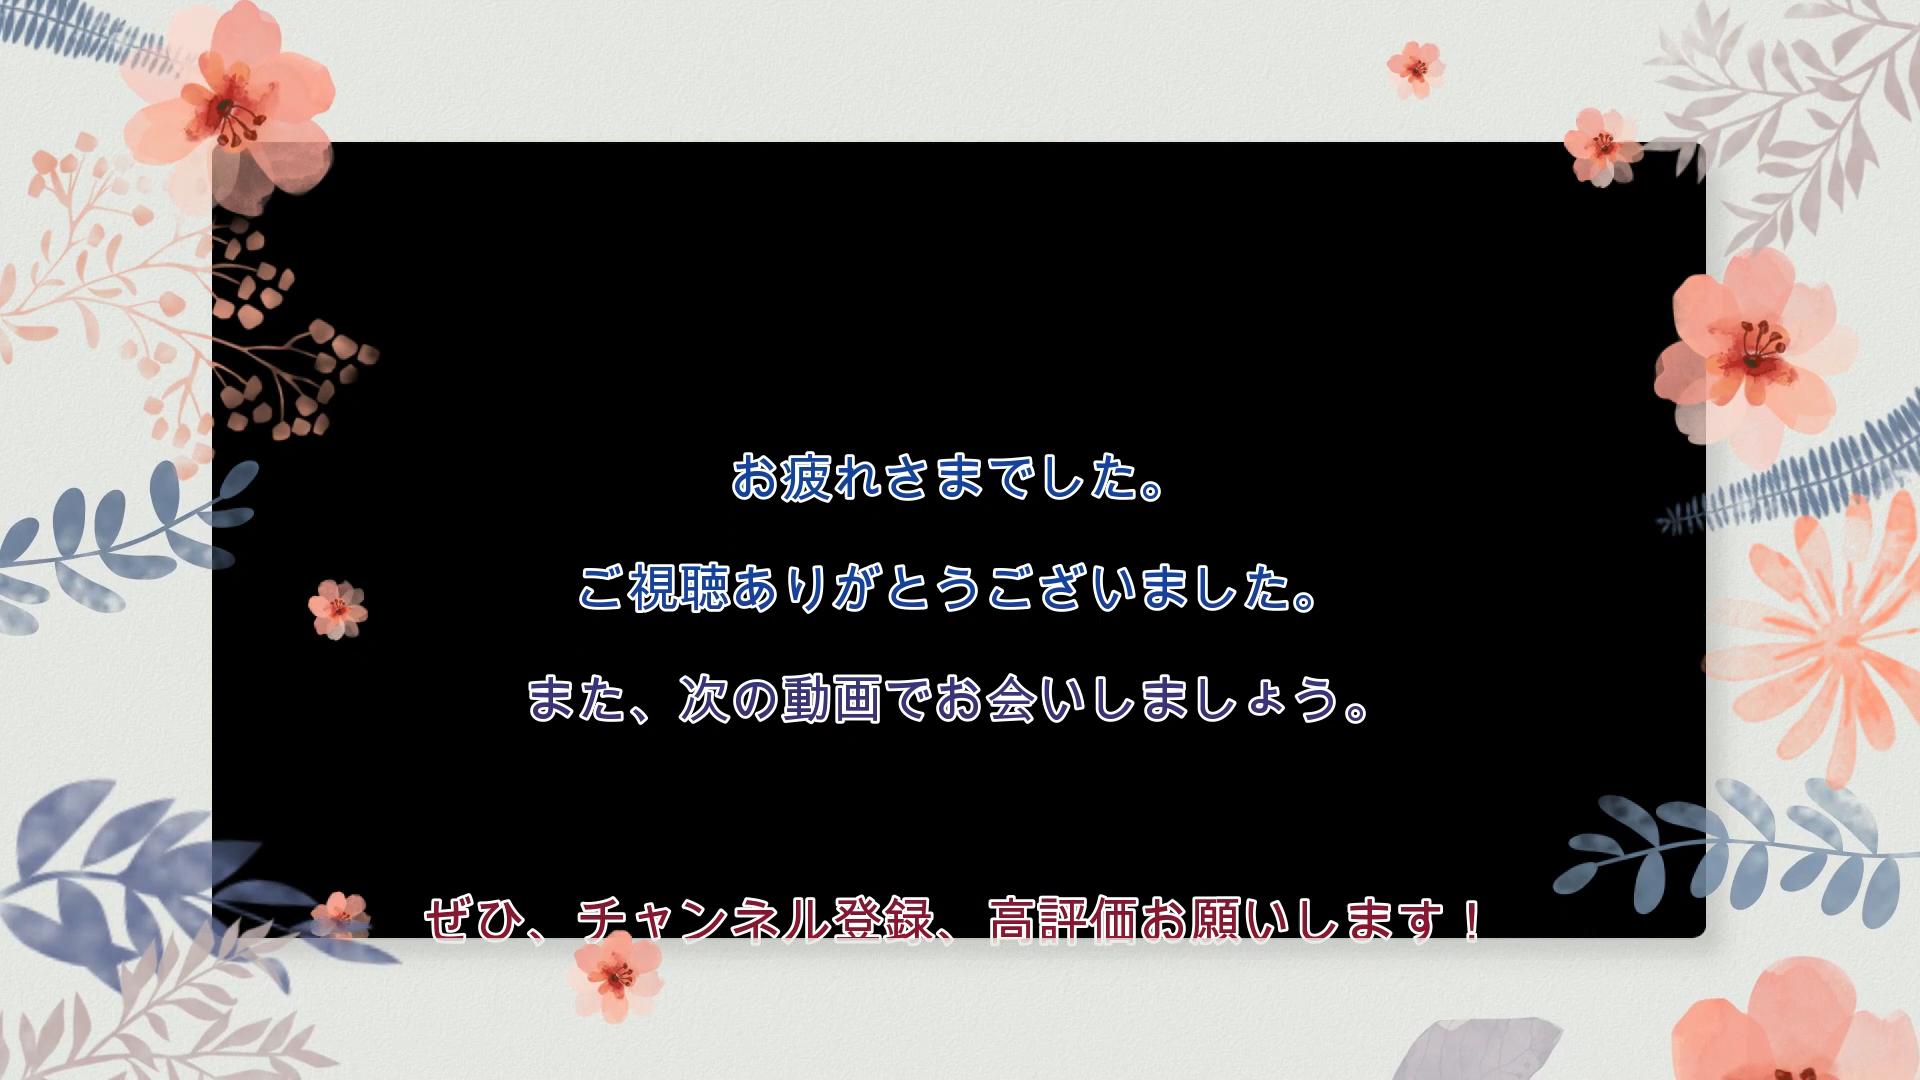 お疲れさまでした。
ご視聴ありがとうございました。
また、次の動画でお会いしましょう。
ぜひ、チャンネル登録、高評価お願いします！